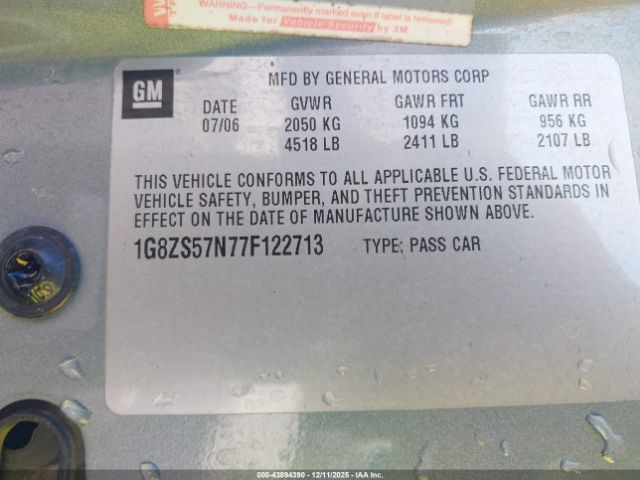 WARNING—Permanently marked even if label is removed!
Made for Vehicle Security by 3M
GM
MFD BY GENERAL MOTORS CORP
DATE GVWR GAWR FRT GAWR RR
07/06 2050 KG 1094 KG 956 KG
4518 LB 2411 LB 2107 LB
THIS VEHICLE CONFORMS TO ALL APPLICABLE U.S. FEDERAL MOTOR
VEHICLE SAFETY, BUMPER, AND THEFT PREVENTION STANDARDS IN
EFFECT ON THE DATE OF MANUFACTURE SHOWN ABOVE.
1G8ZS57N77F122713 TYPE: PASS CAR
000-43894390 - 12/11/2025 - IAA Inc.